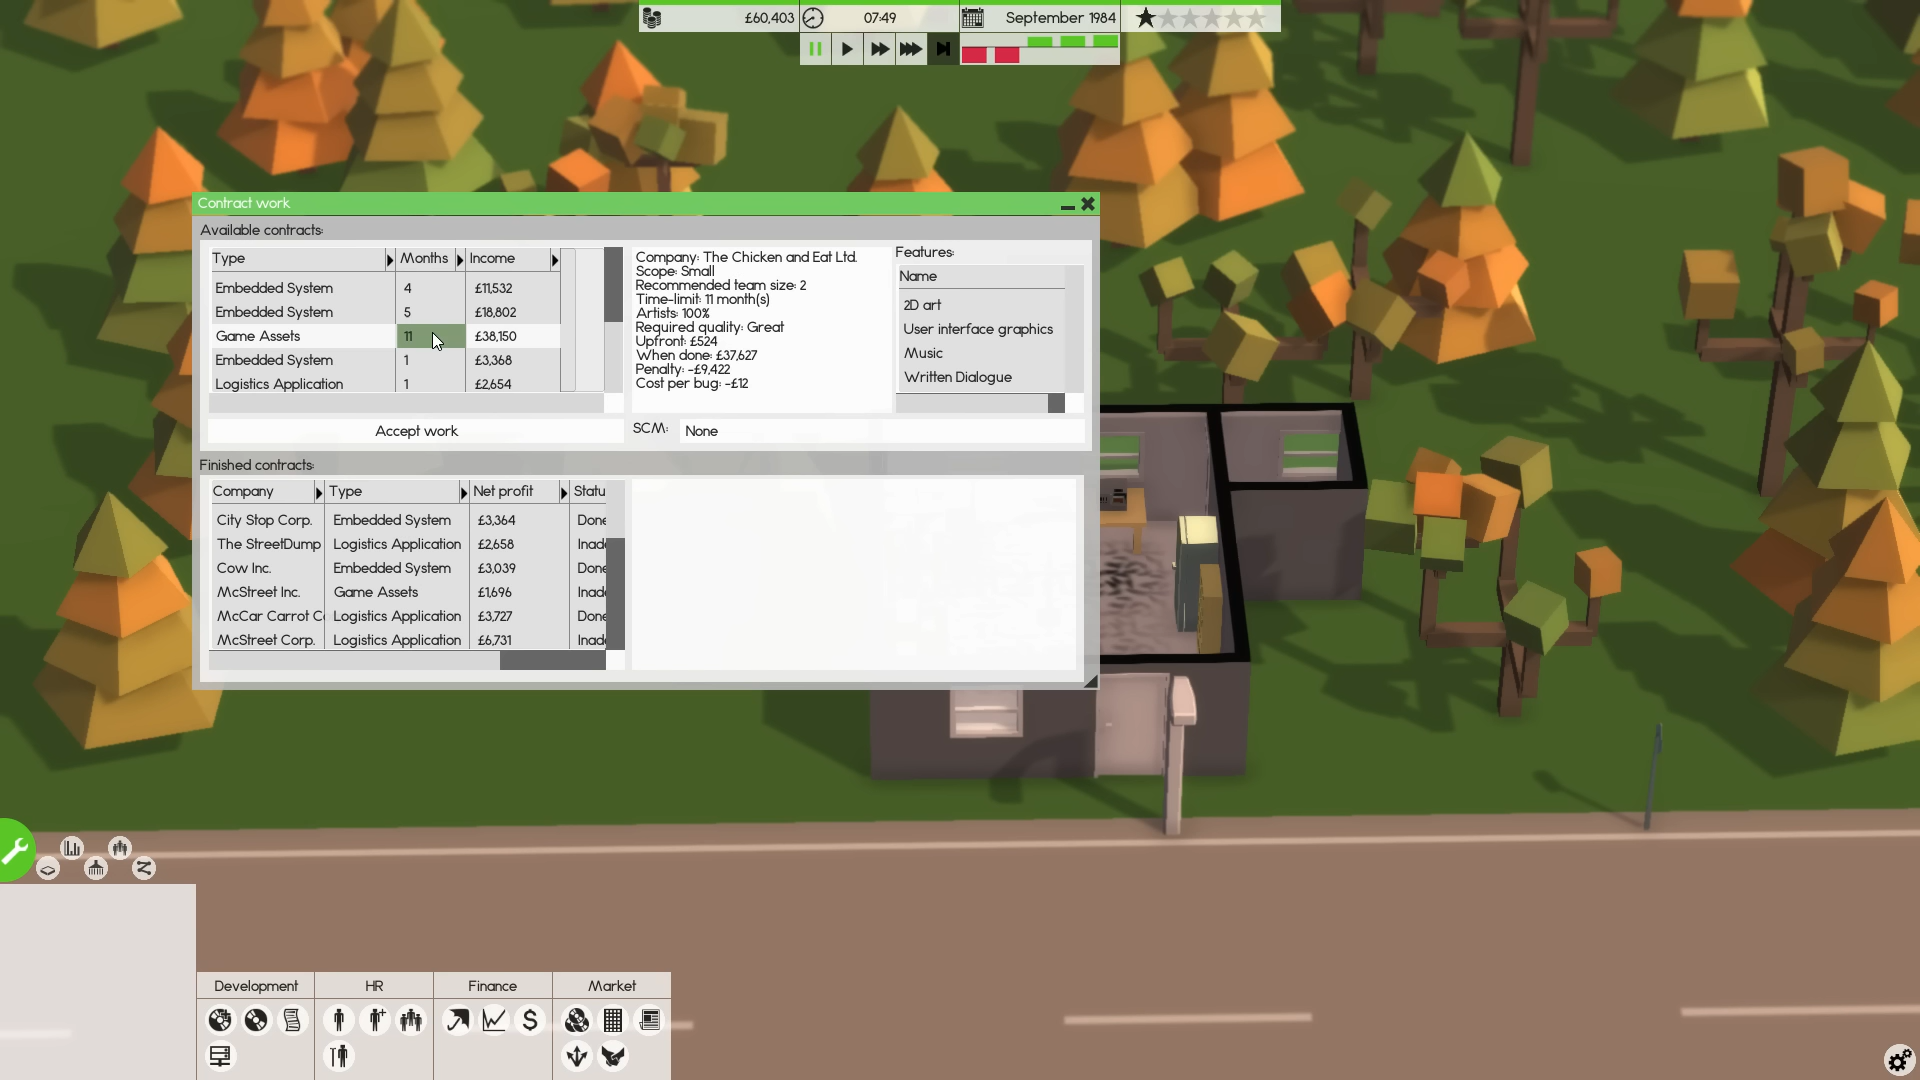 £60,403
07:49
September 1984
Contract work
Available contracts:
Type Months Income
Embedded System 4 £11,532
Embedded System 5 £18,802
Game Assets 11 £38,150
Embedded System 1 £3,368
Logistics Application 1 £2,654
Company: The Chicken and Eat Ltd.
Scope: Small
Recommended team size: 2
Time-limit: 11 month(s)
Artists: 100%
Required quality: Great
Upfront: £524
When done: £37,627
Penalty: -£9,422
Cost per bug: -£12
Features:
Name
2D art
User interface graphics
Music
Written Dialogue
Accept work
SCM: None
Finished contracts:
Company Type Net profit Statu
City Stop Corp. Embedded System £3,364 Done
The StreetDump Logistics Application £2,658 Inad
Cow Inc. Embedded System £3,039 Done
McStreet Inc. Game Assets £1,696 Inad
McCar Carrot Co Logistics Application £3,727 Done
McStreet Corp. Logistics Application £6,731 Inad
Development HR Finance Market